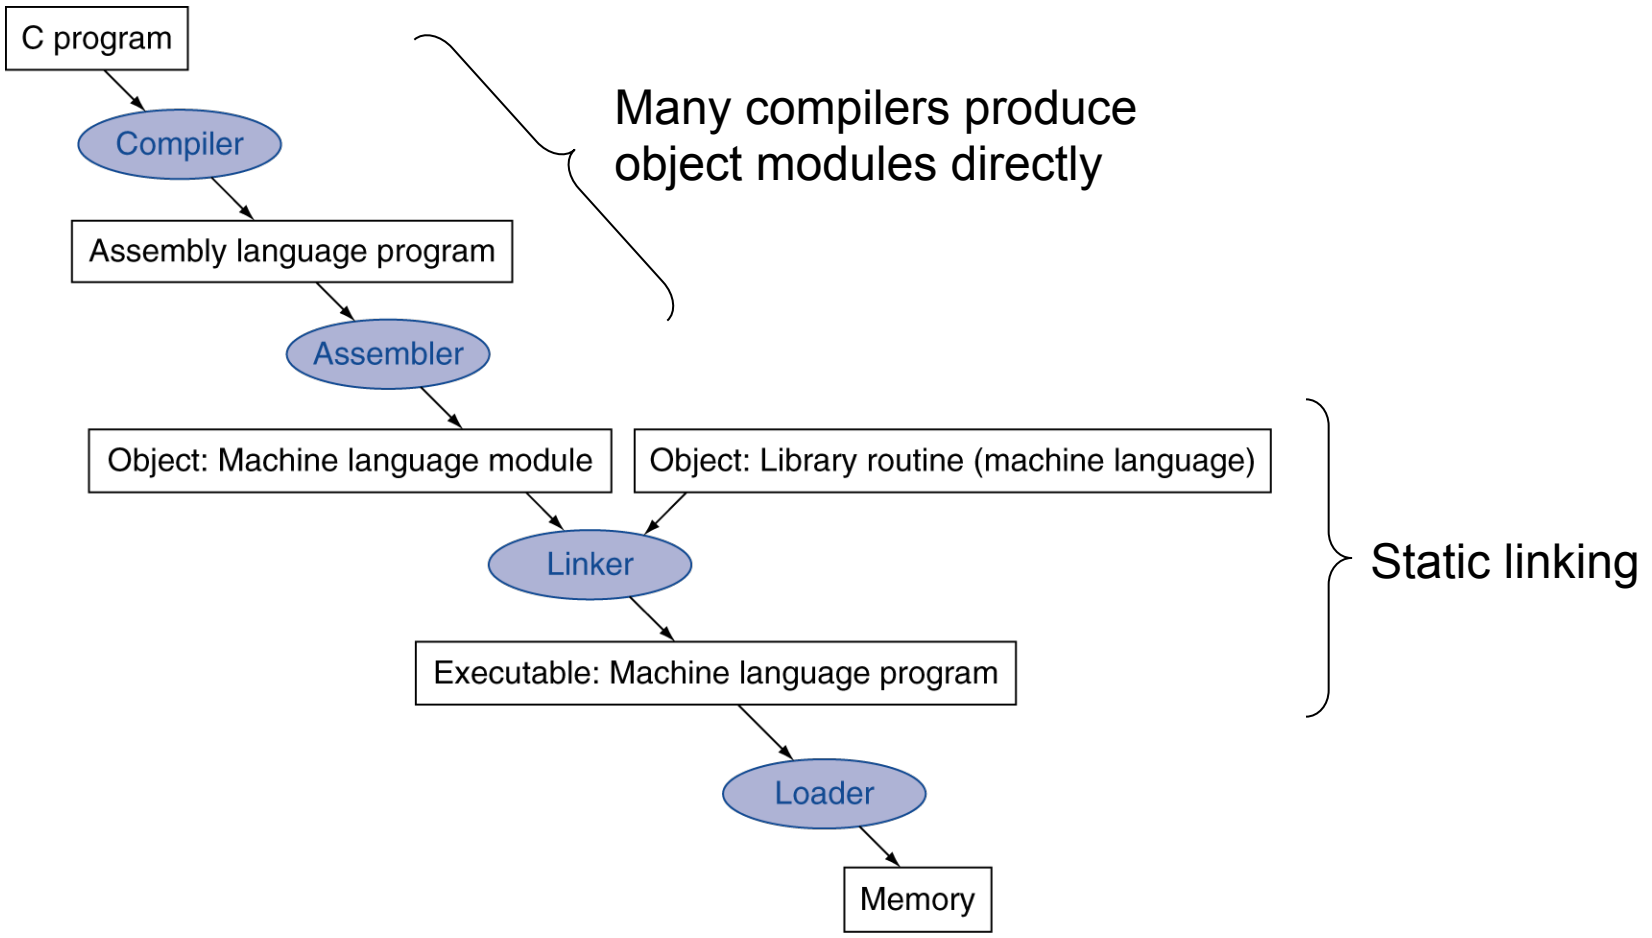 C program
Compiler
Many compilers produce
object modules directly
Assembly language program
Assembler
Object: Machine language module
Object: Library routine (machine language)
Linker
Static linking
Executable: Machine language program
Loader
Memory